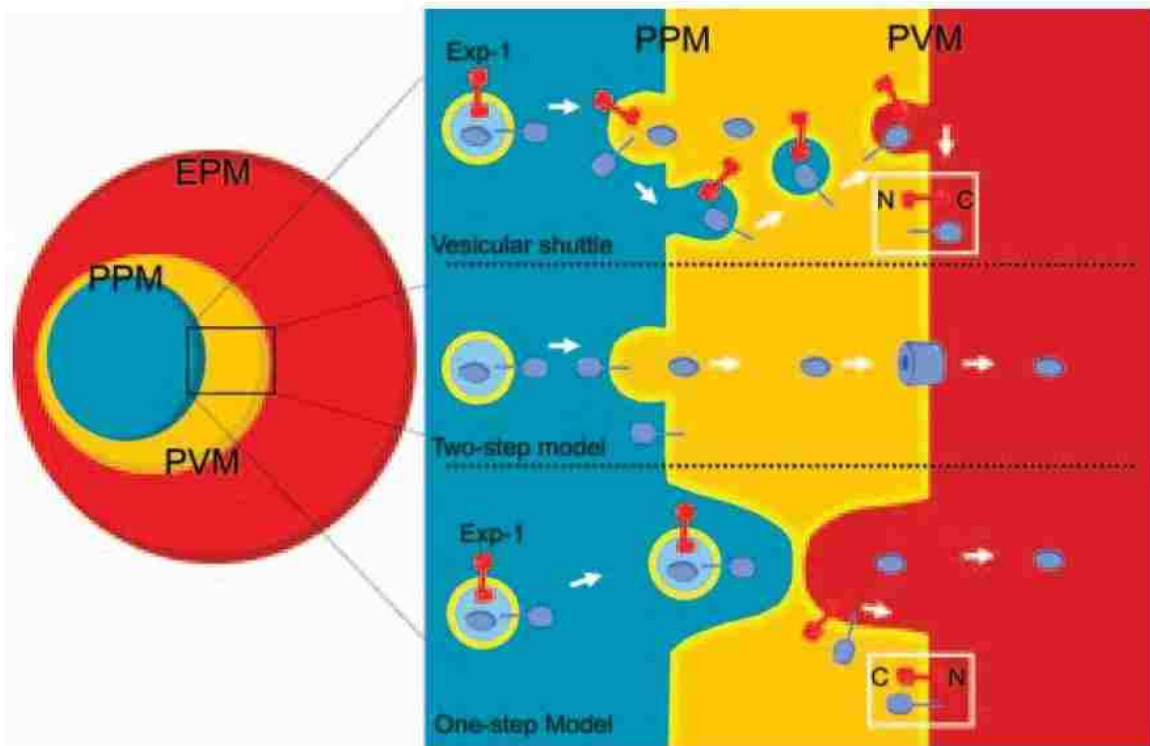 EPM
PPM
PVM
PPM
PVM
Exp-1
N
C
Vesicular shuttle
Two-step model
Exp-1
C
N
One-step Model